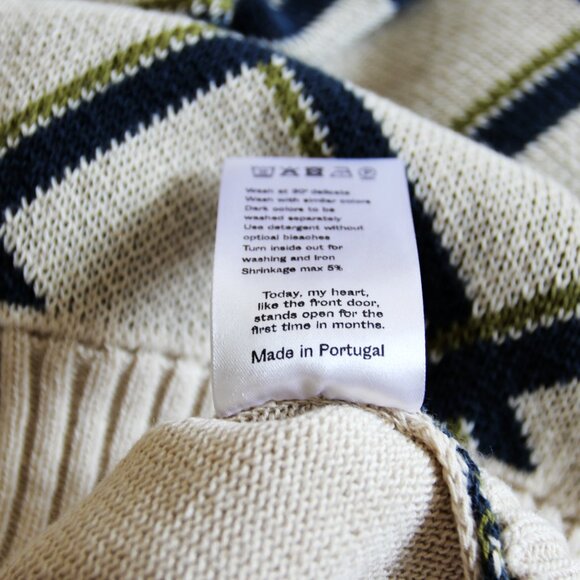 Wash at 30° delicate
Wash with similar colors
Dark colors to be
washed separately
Use detergent without
optical bleaches
Turn inside out for
washing and Iron
Shrinkage max 5%
Today, my heart,
like the front door,
stands open for the
first time in months.
Made in Portugal